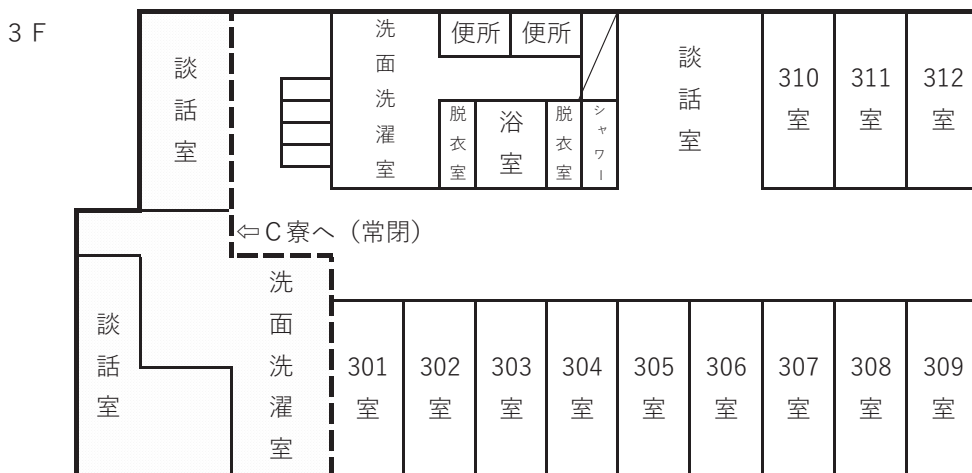 ３Ｆ
談話室
洗面洗濯室
便所
便所
脱衣室
浴室
脱衣室
シャワー
談話室
310室
311室
312室
⇦Ｃ寮へ（常閉）
談話室
洗面洗濯室
301室
302室
303室
304室
305室
306室
307室
308室
309室